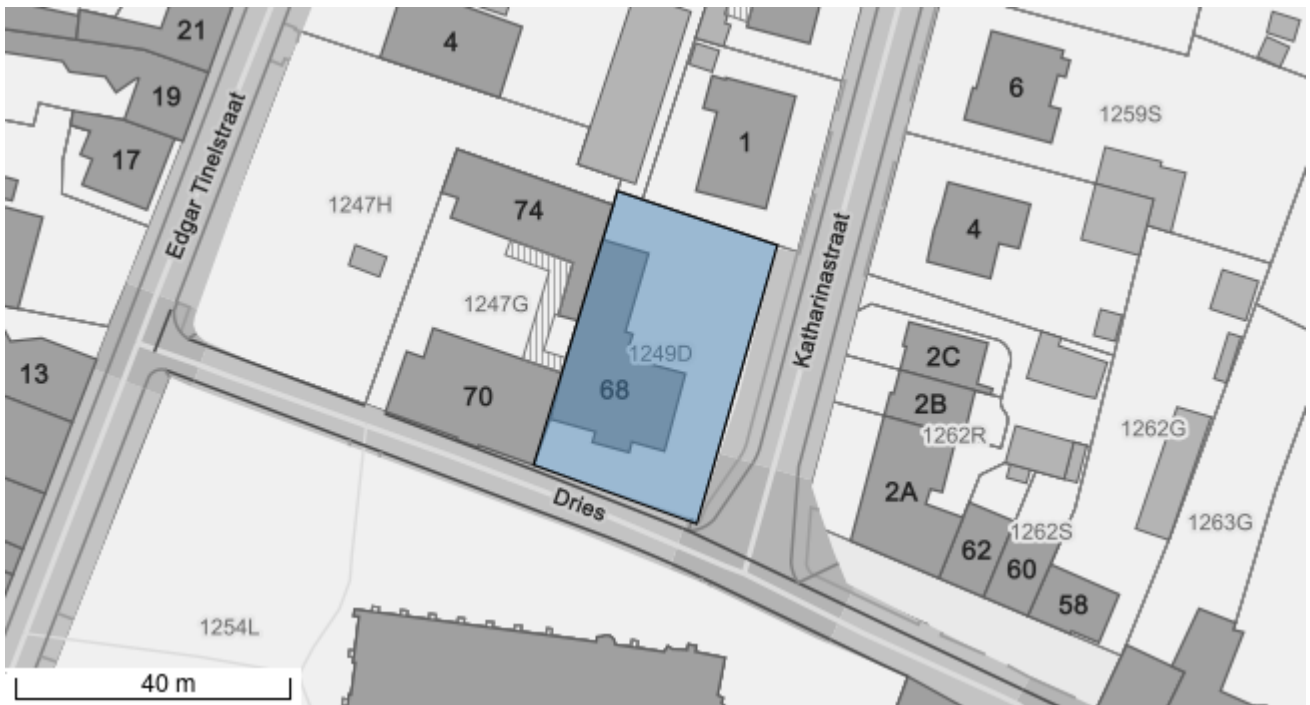 21
4
19
6
1259S
1
17
Edgar Tinelstraat
1247H
74
Katharinastraat
4
1247G
1249D
2C
13
68
70
2B
1262R
1262G
2A
Dries
1263G
62
1262S
60
58
1254L
40 m